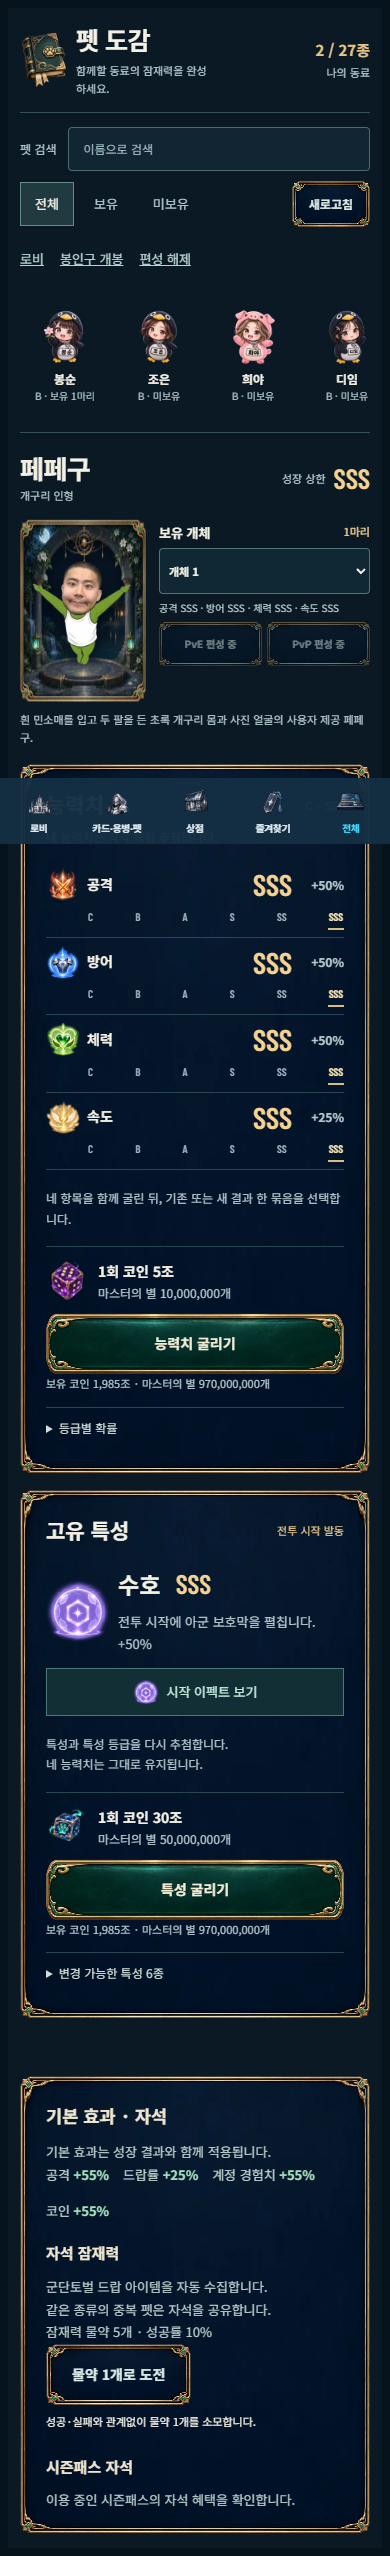 펫 도감
함께할 동료의 잠재력을 완성
하세요.
2 / 27종
나의 동료
펫 검색
이름으로 검색
전체
보유
미보유
새로고침
로비
봉인구 개봉
편성 해제
봉순
B · 보유 1마리
조은
B · 미보유
희야
B · 미보유
디임
B · 미보유
페페구
개구리 인형
성장 상한 SSS
보유 개체
1마리
개체 1
공격 SSS · 방어 SSS · 체력 SSS · 속도 SSS
PvE 편성 중
PvP 편성 중
흰 민소매를 입고 두 팔을 든 초록 개구리 몸과 사진 얼굴의 사용자 제공 페페
구.
능력치
로비
카드·용병·펫
상점
즐겨찾기
전체
공격 SSS +50%
C B A S SS SSS
방어 SSS +50%
C B A S SS SSS
체력 SSS +50%
C B A S SS SSS
속도 SSS +25%
C B A S SS SSS
네 항목을 함께 굴린 뒤, 기존 또는 새 결과 한 묶음을 선택합
니다.
1회 코인 5조
마스터의 별 10,000,000개
능력치 굴리기
보유 코인 1,985조 · 마스터의 별 970,000,000개
▶ 등급별 확률
고유 특성
전투 시작 발동
수호 SSS
전투 시작에 아군 보호막을 펼칩니다.
+50%
시작 이펙트 보기
특성과 특성 등급을 다시 추첨합니다.
네 능력치는 그대로 유지됩니다.
1회 코인 30조
마스터의 별 50,000,000개
특성 굴리기
보유 코인 1,985조 · 마스터의 별 970,000,000개
▶ 변경 가능한 특성 6종
기본 효과 · 자석
기본 효과는 성장 결과와 함께 적용됩니다.
공격 +55% 드랍률 +25% 계정 경험치 +55%
코인 +55%
자석 잠재력
군단토벌 드랍 아이템을 자동 수집합니다.
같은 종류의 중복 펫은 자석을 공유합니다.
잠재력 물약 5개 · 성공률 10%
물약 1개로 도전
성공·실패와 관계없이 물약 1개를 소모합니다.
시즌패스 자석
이용 중인 시즌패스의 자석 혜택을 확인합니다.